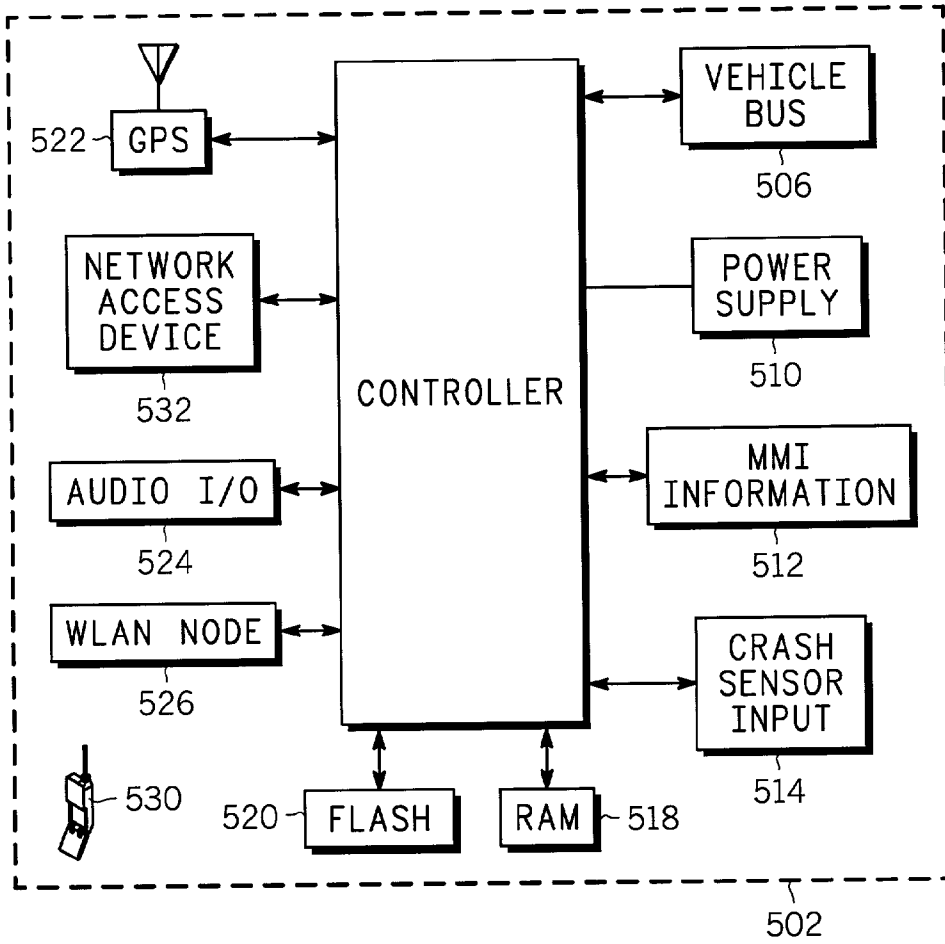 522
GPS
VEHICLE
BUS
506
NETWORK
ACCESS
DEVICE
532
POWER
SUPPLY
510
CONTROLLER
AUDIO I/O
524
MMI
INFORMATION
512
WLAN NODE
526
CRASH
SENSOR
INPUT
514
530
520
FLASH
RAM
518
502